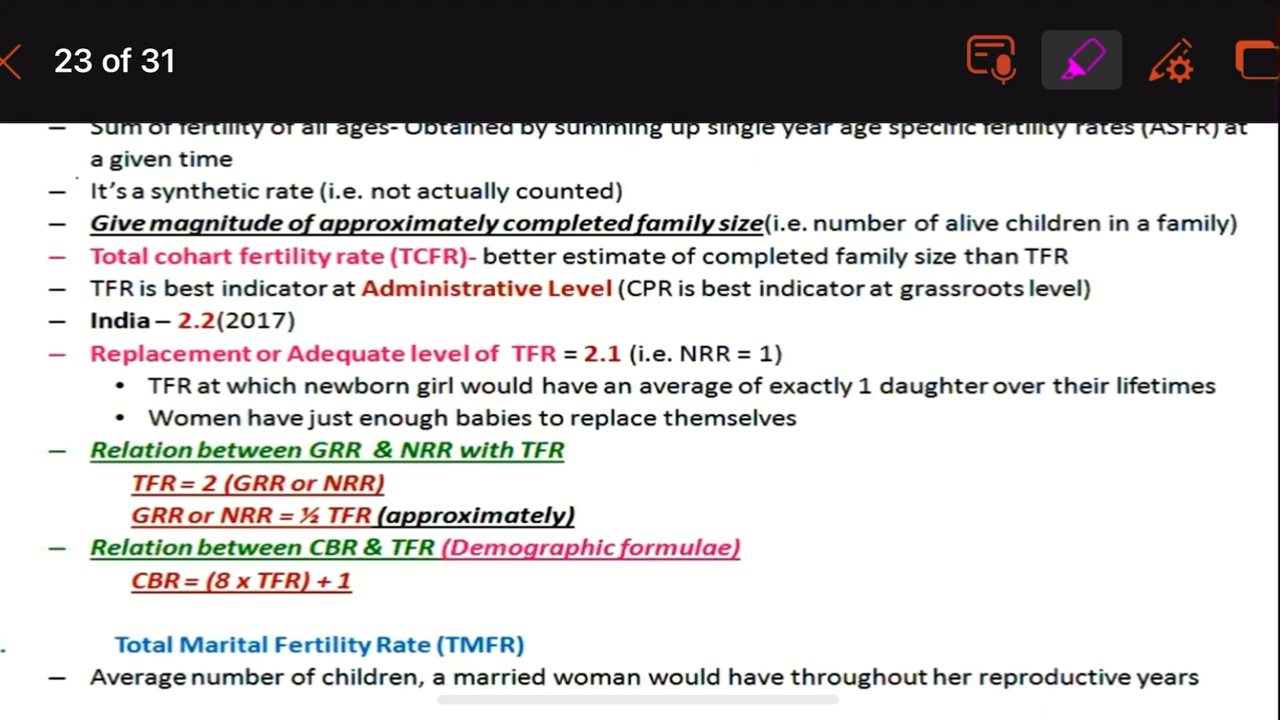 23 of 31
– Sum of fertility of all ages- Obtained by summing up single year age specific fertility rates (ASFR) at
a given time
– It's a synthetic rate (i.e. not actually counted)
– Give magnitude of approximately completed family size(i.e. number of alive children in a family)
– Total cohart fertility rate (TCFR)- better estimate of completed family size than TFR
– TFR is best indicator at Administrative Level (CPR is best indicator at grassroots level)
– India – 2.2(2017)
– Replacement or Adequate level of TFR = 2.1 (i.e. NRR = 1)
• TFR at which newborn girl would have an average of exactly 1 daughter over their lifetimes
• Women have just enough babies to replace themselves
– Relation between GRR & NRR with TFR
TFR = 2 (GRR or NRR)
GRR or NRR = ½ TFR (approximately)
– Relation between CBR & TFR (Demographic formulae)
CBR = (8 x TFR) + 1
. Total Marital Fertility Rate (TMFR)
– Average number of children, a married woman would have throughout her reproductive years